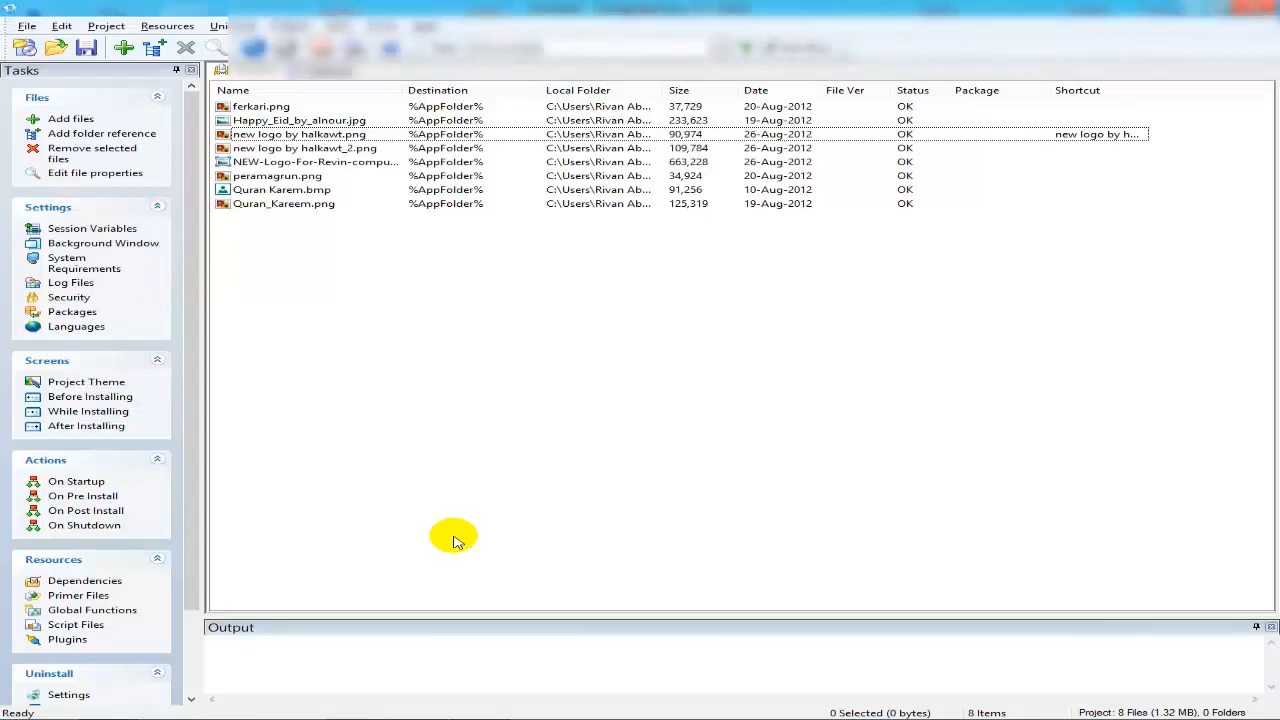 File Edit Project Resources
Tasks
Files
Add files
Add folder reference
Remove selected
files
Edit file properties
Settings
Session Variables
Background Window
System
Requirements
Log Files
Security
Packages
Languages
Screens
Project Theme
Before Installing
While Installing
After Installing
Actions
On Startup
On Pre Install
On Post Install
On Shutdown
Resources
Dependencies
Primer Files
Global Functions
Script Files
Plugins
Uninstall
Settings
Name Destination Local Folder Size Date File Ver Status Package Shortcut
ferkari.png %AppFolder% C:\Users\Rivan Ab... 37,729 20-Aug-2012 OK
Happy_Eid_by_alnour.jpg %AppFolder% C:\Users\Rivan Ab... 233,623 19-Aug-2012 OK
new logo by halkawt.png %AppFolder% C:\Users\Rivan Ab... 90,974 26-Aug-2012 OK new logo by h...
new logo by halkawt_2.png %AppFolder% C:\Users\Rivan Ab... 109,784 26-Aug-2012 OK
NEW-Logo-For-Revin-compu... %AppFolder% C:\Users\Rivan Ab... 663,228 26-Aug-2012 OK
peramagrun.png %AppFolder% C:\Users\Rivan Ab... 34,924 20-Aug-2012 OK
Quran Karem.bmp %AppFolder% C:\Users\Rivan Ab... 91,256 10-Aug-2012 OK
Quran_Kareem.png %AppFolder% C:\Users\Rivan Ab... 125,319 19-Aug-2012 OK
Output
Ready 0 Selected (0 bytes) 8 Items Project: 8 Files (1.32 MB), 0 Folders